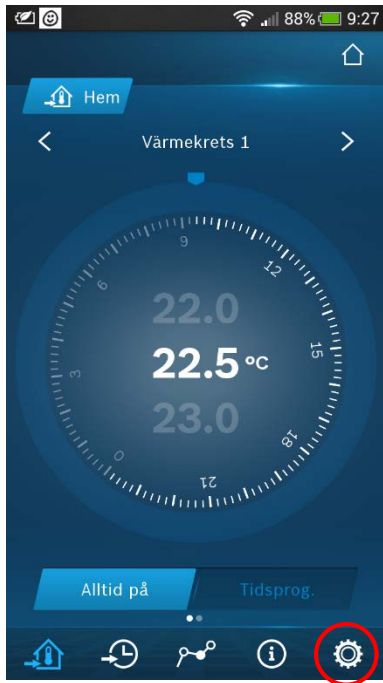 88% 9:27
Hem
Värmekrets 1
9
12
6
22.0
22.5 °C
15
3
23.0
18
0
21
Alltid på Tidsprog.